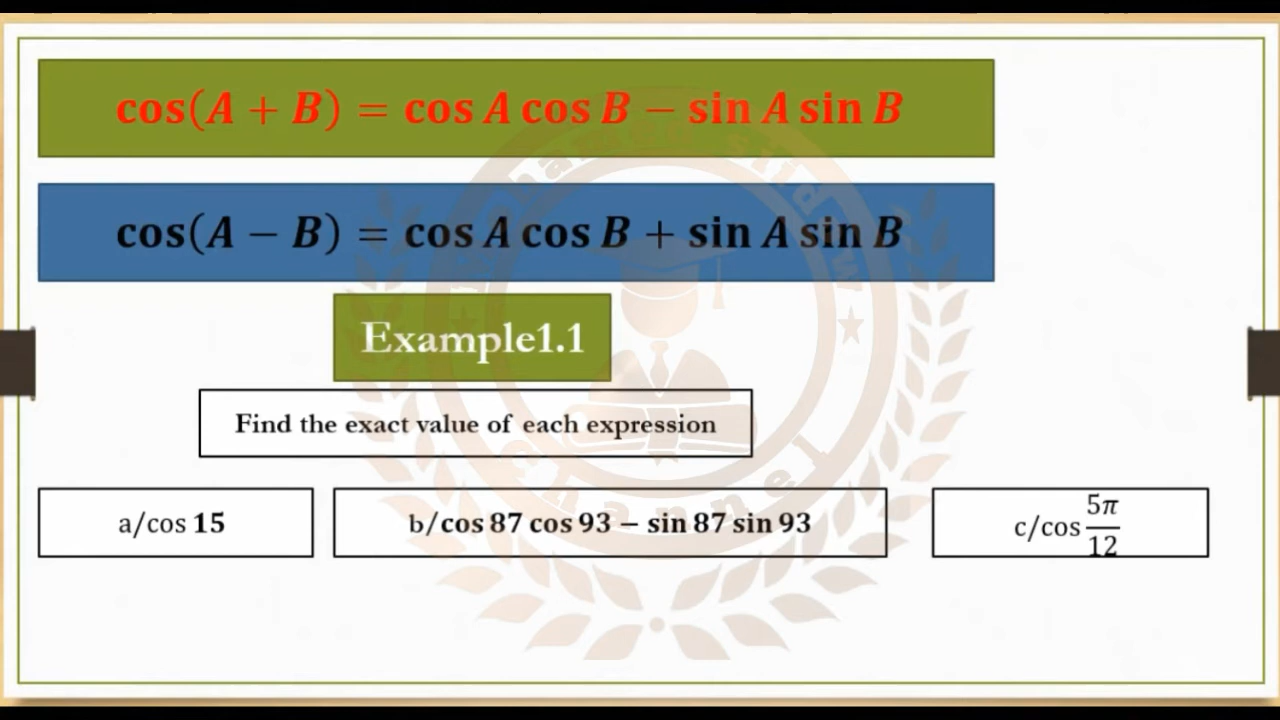 cos(A + B) = cos A cos B − sin A sin B
cos(A − B) = cos A cos B + sin A sin B
Example1.1
Find the exact value of each expression
a/cos 15
b/cos 87 cos 93 − sin 87 sin 93
c/cos 5π/12
channel